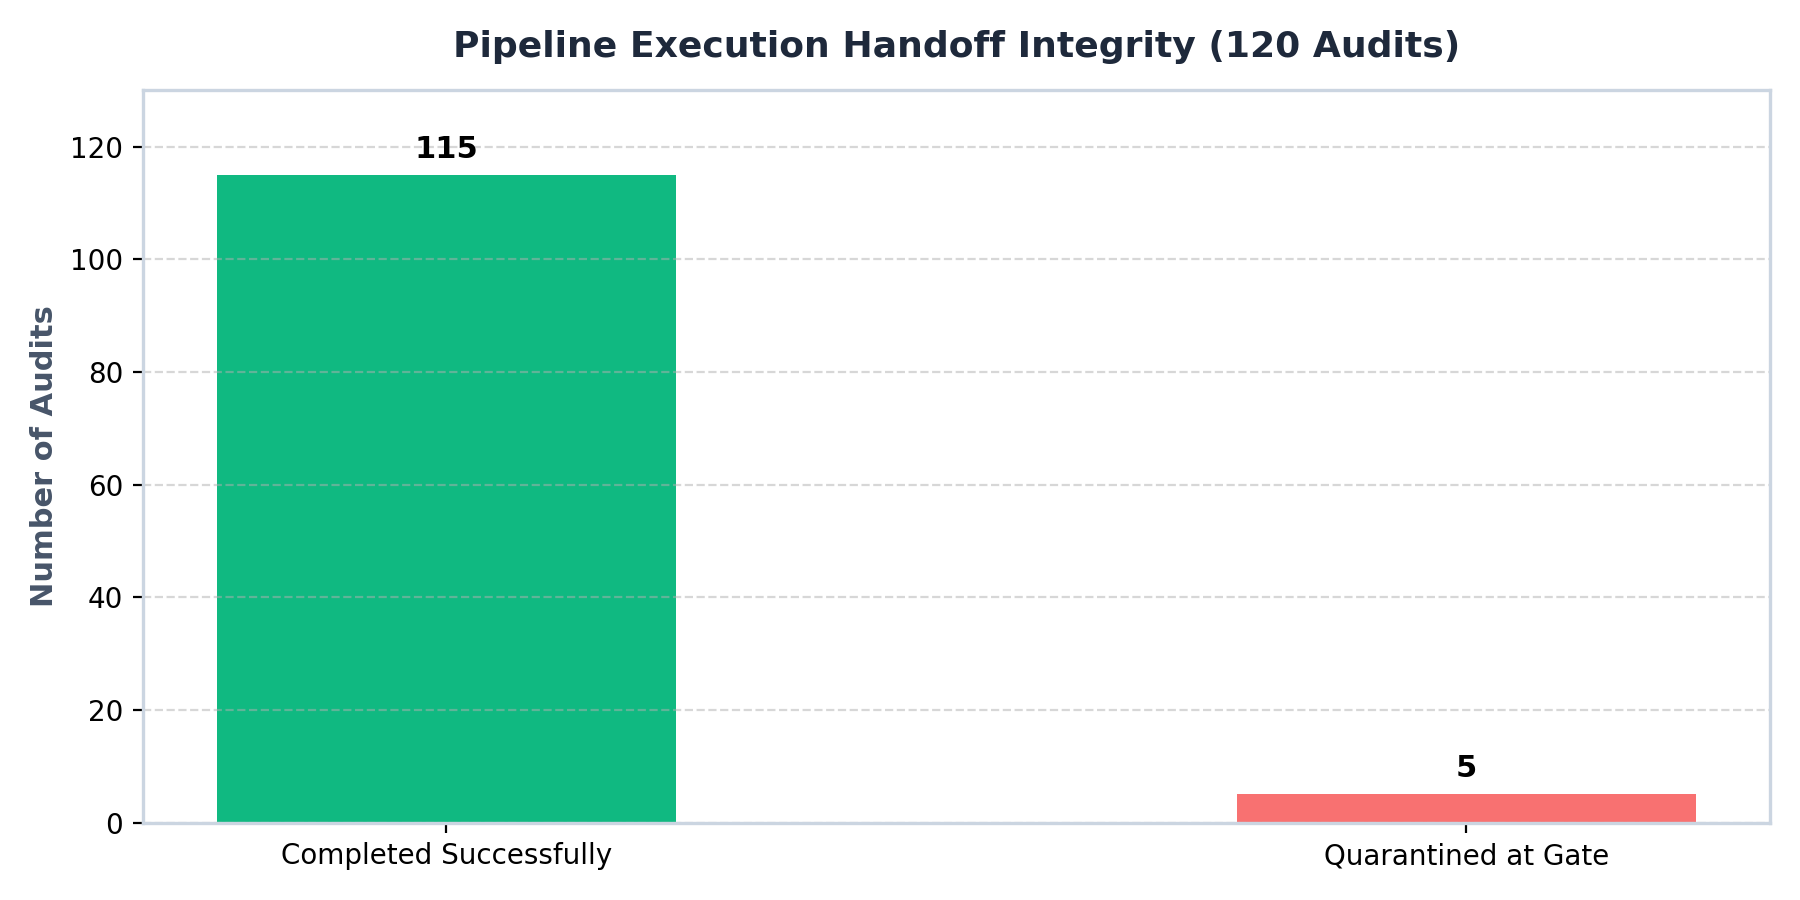 Pipeline Execution Handoff Integrity (120 Audits)
Number of Audits
120
100
80
60
40
20
0
115
5
Completed Successfully
Quarantined at Gate